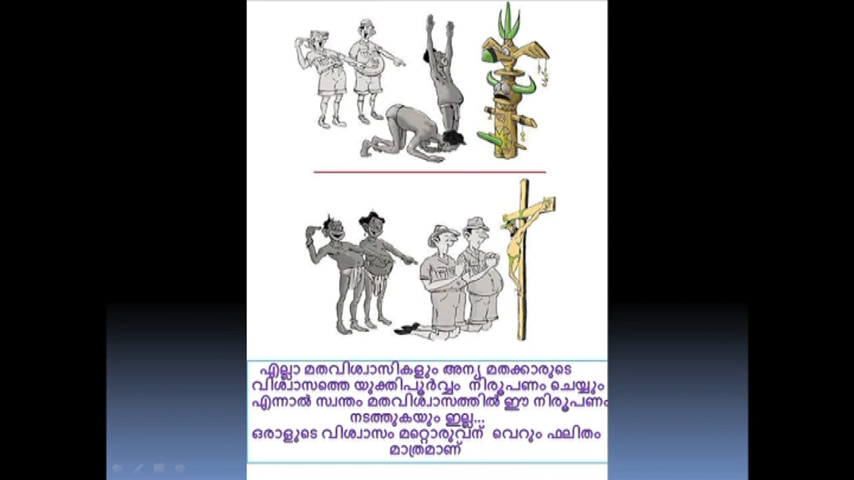 എല്ലാ മതവിശ്വാസികളും അന്യ മതക്കാരുടെ
വിശ്വാസത്തെ യുക്തിപൂർവ്വം നിരൂപണം ചെയ്യും
എന്നാൽ സ്വന്തം മതവിശ്വാസത്തിൽ ഈ നിരൂപണം
നടത്തുകയും ഇല്ല...
ഒരാളുടെ വിശ്വാസം മറ്റൊരുവന് വെറും ഫലിതം
മാത്രമാണ്